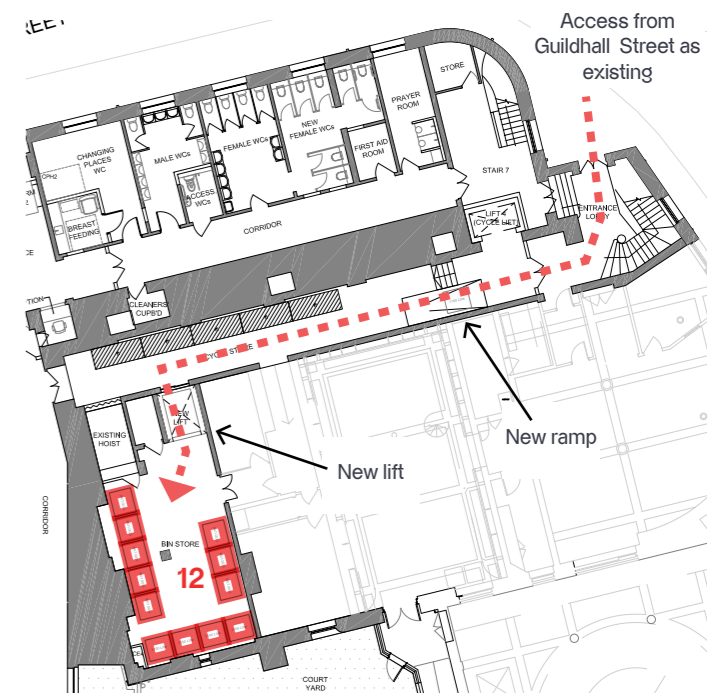 REET
Access from
Guildhall Street as
existing
STORE
PRAYER
ROOM
NEW
FEMALE WCs
FEMALE WCs
FIRST AID
ROOM
MALE WCs
CHANGING
PLACES
WC
ACCESS
WCs
BREAST
FEEDING
STAIR 7
LIFT 4
(CYCLE LIFT)
ENTRANCE
LOBBY
CORRIDOR
CLEANERS'
CUPB'D
CYCLE STORE
New ramp
NEW
LIFT
EXISTING
HOIST
New lift
CORRIDOR
BIN STORE
12
COURT
YARD